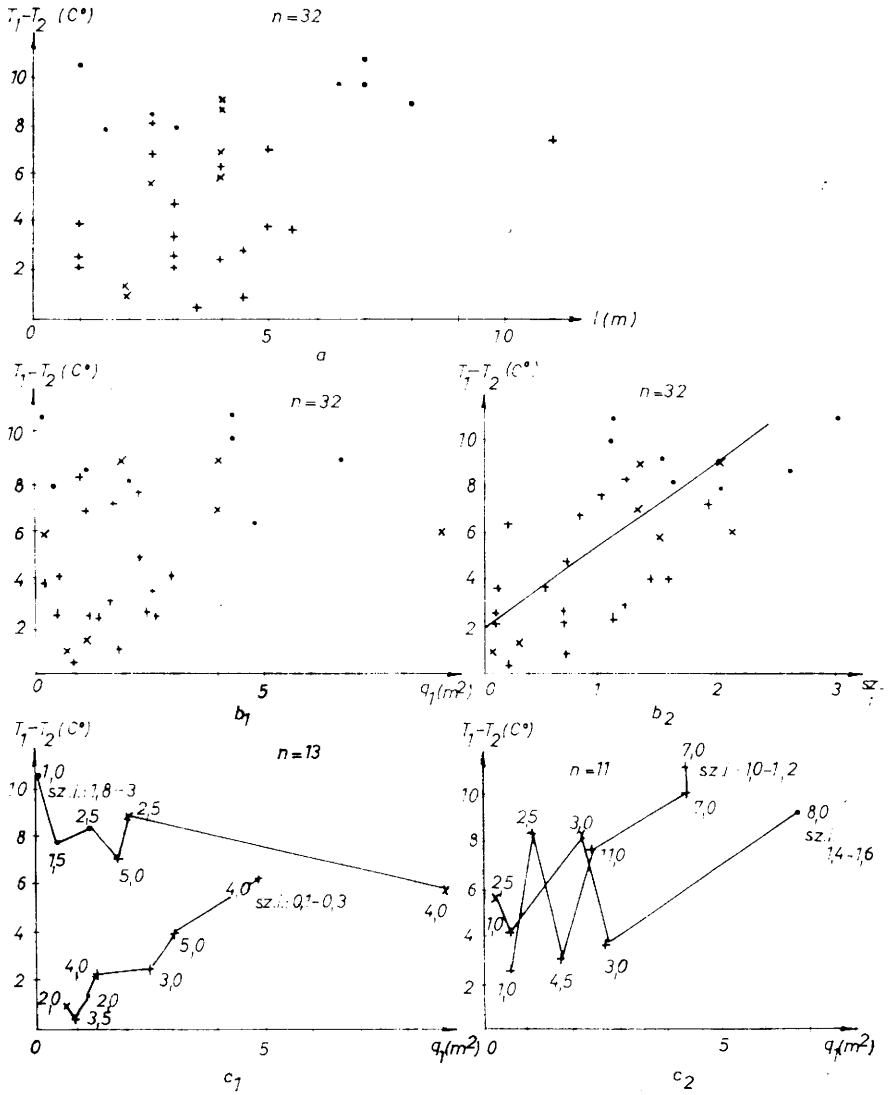 T₁–T₂ (C°)
n=32
10
8
6
4
2
0
5
10
l(m)
a
T₁–T₂ (C°)
n=32
10
8
6
4
2
0
5
q₁(m²)
b₁
T₁–T₂ (C°)
n=32
10
8
6
4
2
0
1
2
3
sz.i.
b₂
T₁–T₂ (C°)
n=13
10
8
6
4
2
0
5
q₁(m²)
1,0
sz.i.: 1,8–3
1,5
2,5
5,0
2,5
4,0
4,0
sz.i.: 0,1–0,3
5,0
4,0
3,0
2,0
2,0
3,5
c₁
T₁–T₂ (C°)
n=11
10
8
6
4
2
0
5
q₁(m²)
7,0
sz.i.: 1,0–1,2
7,0
2,5
3,0
11,0
8,0
sz.i.
1,4–1,6
2,5
1,0
1,0
4,5
3,0
c₂